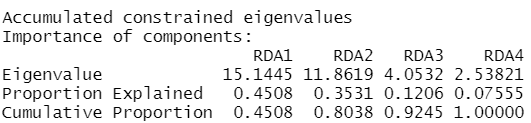 Accumulated constrained eigenvalues
Importance of components:
RDA1 RDA2 RDA3 RDA4
Eigenvalue 15.1445 11.8619 4.0532 2.53821
Proportion Explained 0.4508 0.3531 0.1206 0.07555
Cumulative Proportion 0.4508 0.8038 0.9245 1.00000